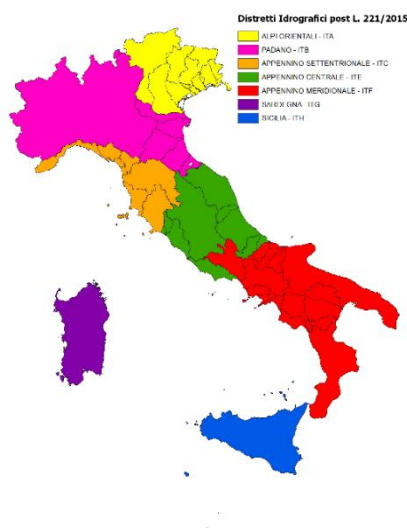 Distretti Idrografici post L. 221/2015
ALPI ORIENTALI - ITA
PADANO - ITB
APPENNINO SETTENTRIONALE - ITC
APPENNINO CENTRALE - ITE
APPENNINO MERIDIONALE - ITF
SARDEGNA - ITG
SICILIA - ITH